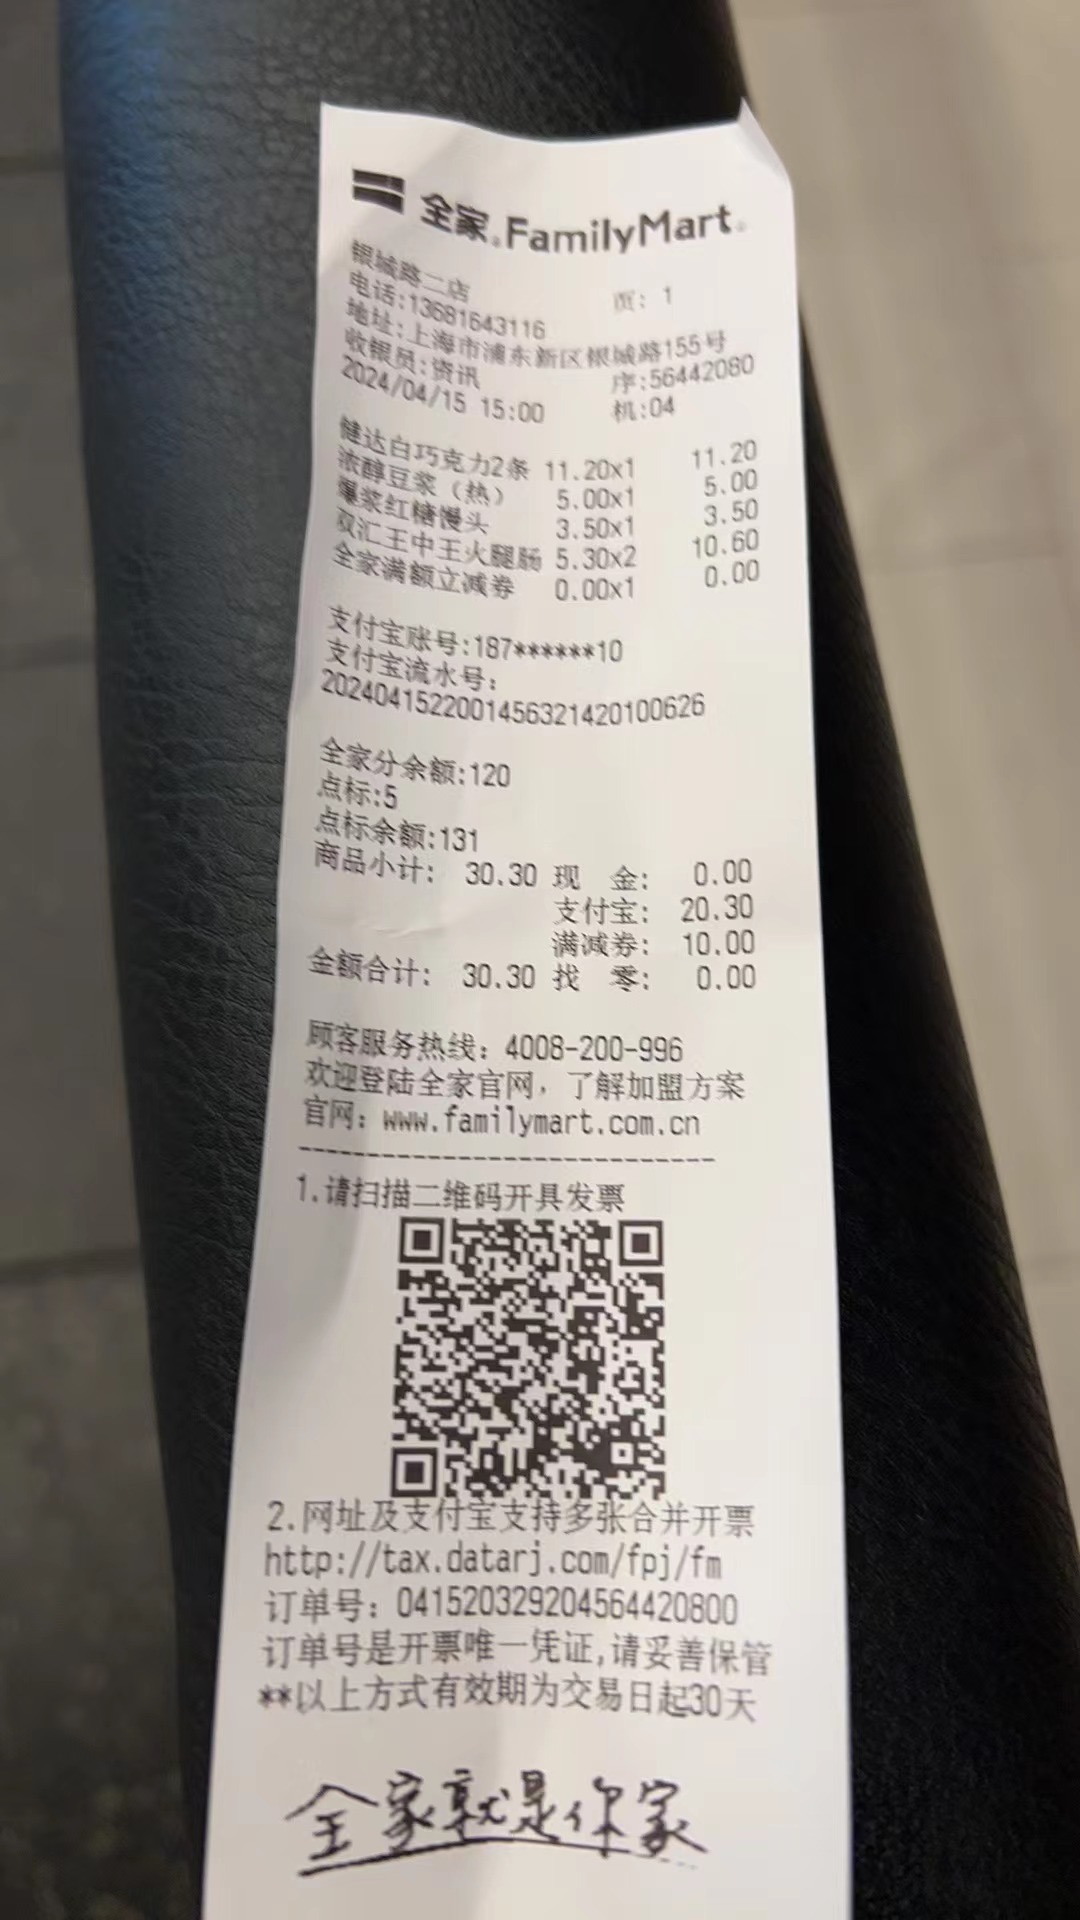 全家 FamilyMart
银城路二店 页: 1
电话:13681643116
地址:上海市浦东新区银城路155号
收银员:资讯 序:56442080
2024/04/15 15:00 机:04
健达白巧克力2条 11.20x1 11.20
浓醇豆浆（热） 5.00x1 5.00
爆浆红糖馒头 3.50x1 3.50
双汇王中王火腿肠 5.30x2 10.60
全家满额立减券 0.00x1 0.00
支付宝账号:187******10
支付宝流水号:
2024041522001456321420100626
全家分余额:120
点标:5
点标余额:131
商品小计: 30.30 现 金: 0.00
支付宝: 20.30
满减券: 10.00
金额合计: 30.30 找 零: 0.00
顾客服务热线: 4008-200-996
欢迎登陆全家官网，了解加盟方案
官网: www.familymart.com.cn
----------------------------
1.请扫描二维码开具发票
2.网址及支付宝支持多张合并开票
http://tax.datarj.com/fpj/fm
订单号: 041520329204564420800
订单号是开票唯一凭证,请妥善保管
**以上方式有效期为交易日起30天
全家就是你家